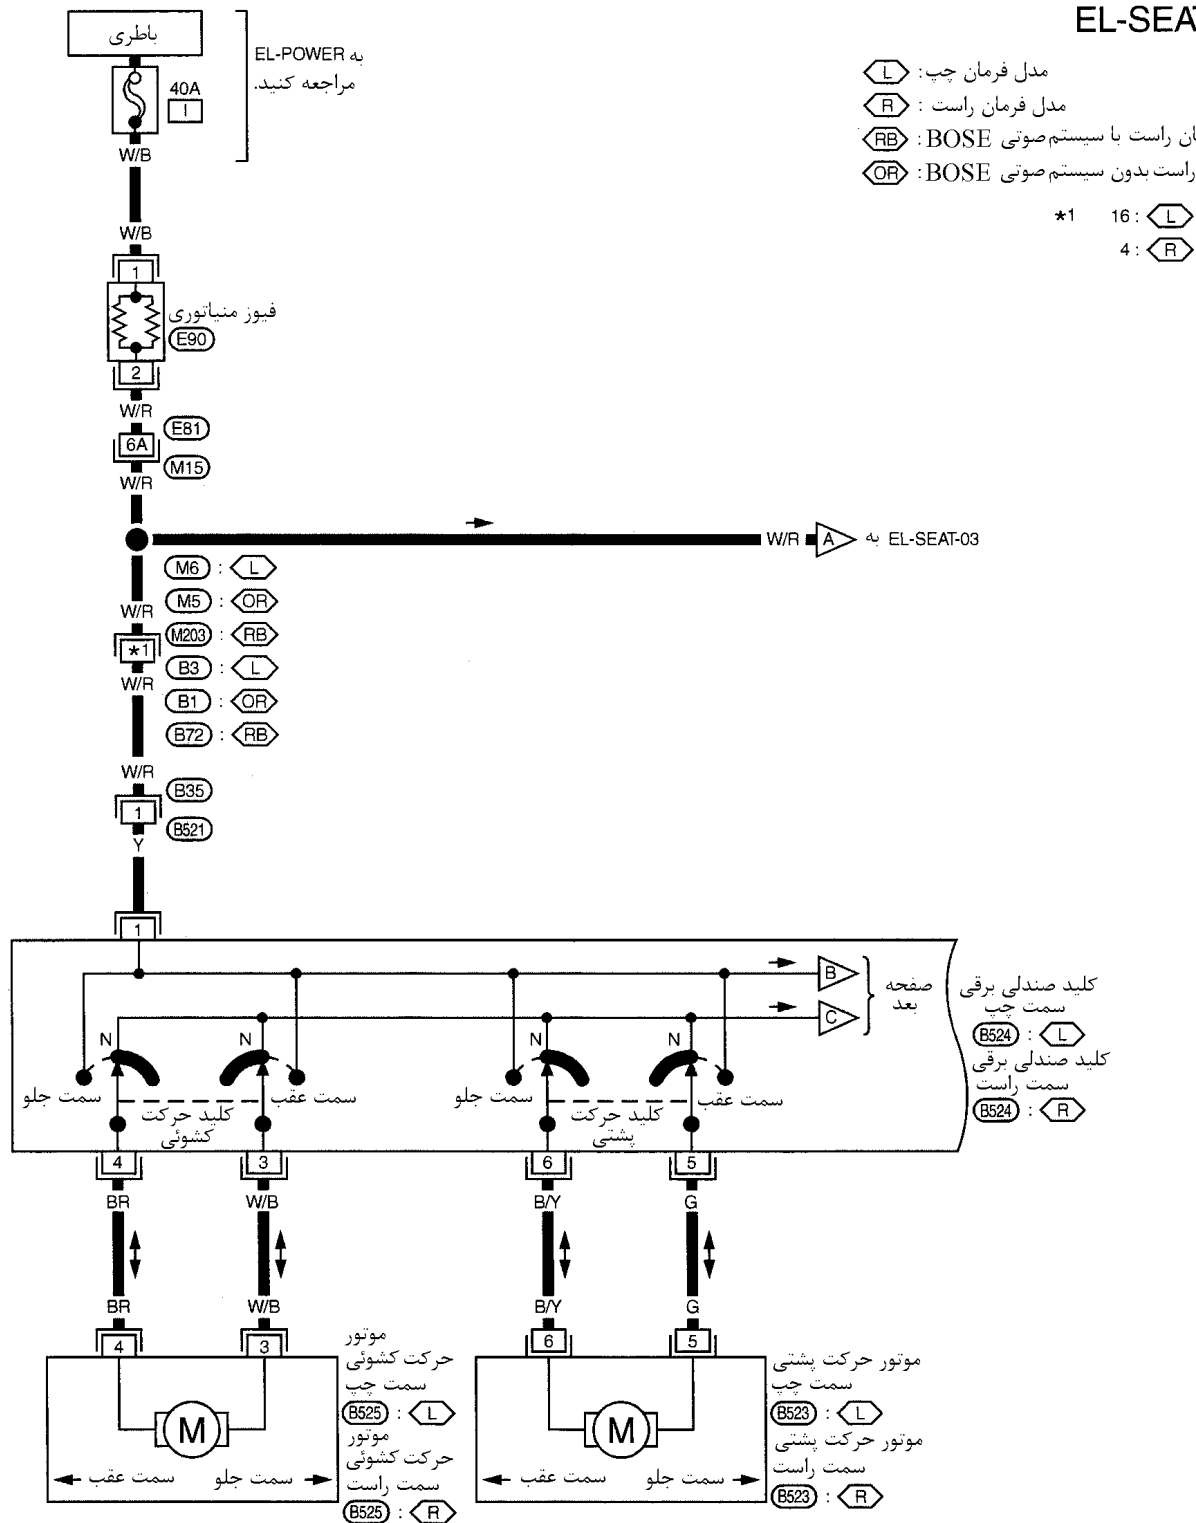 EL-SEAT
باطری
به EL-POWER
مراجعه کنید.
40A
I
W/B
مدل فرمان چپ: L
مدل فرمان راست : R
راست با سیستم صوتی BOSE : RB
راست بدون سیستم صوتی BOSE : OR
*1 16 : L
4 : R
W/B
1
فیوز منیاتوری
E90
2
W/R
E81
6A
M15
W/R
W/R A به EL-SEAT-03
M6 : L
M5 : OR
W/R
M203 : RB
*1
B3 : L
W/R
B1 : OR
B72 : RB
W/R
B35
1
B521
Y
1
B
C
صفحه
بعد
کلید صندلی برقی
سمت چپ
B524 : L
کلید صندلی برقی
سمت راست
B524 : R
N N N N
سمت جلو
کلید حرکت
کشوئی
سمت عقب
سمت جلو
کلید حرکت
پشتی
سمت عقب
4 3 6 5
BR W/B B/Y G
BR W/B B/Y G
4 3 6 5
موتور
حرکت کشوئی
سمت چپ
B525 : L
موتور
حرکت کشوئی
سمت راست
B525 : R
M
سمت عقب سمت جلو
موتور حرکت پشتی
سمت چپ
B523 : L
موتور حرکت پشتی
سمت راست
B523 : R
M
سمت عقب سمت جلو